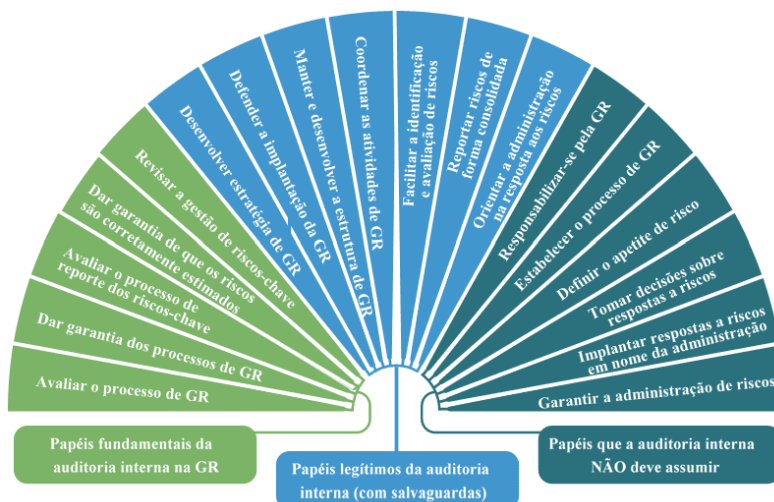 Avaliar o processo de GR
Dar garantia dos processos de GR
Avaliar o processo de
reporte dos riscos-chave
Dar garantia de que os riscos
são corretamente estimados
Revisar a gestão de riscos-chave
Desenvolver estratégia de GR
Defender a implantação da GR
Manter e desenvolver a estrutura de GR
Coordenar as atividades de GR
Facilitar a identificação
e avaliação de riscos
Reportar riscos de
forma consolidada
Orientar a administração
na resposta aos riscos
Responsabilizar-se pela GR
Estabelecer o processo de GR
Definir o apetite de risco
Tomar decisões sobre
respostas a riscos
Implantar respostas a riscos
em nome da administração
Garantir a administração de riscos
Papéis fundamentais da
auditoria interna na GR
Papéis legítimos da auditoria
interna (com salvaguardas)
Papéis que a auditoria interna
NÃO deve assumir